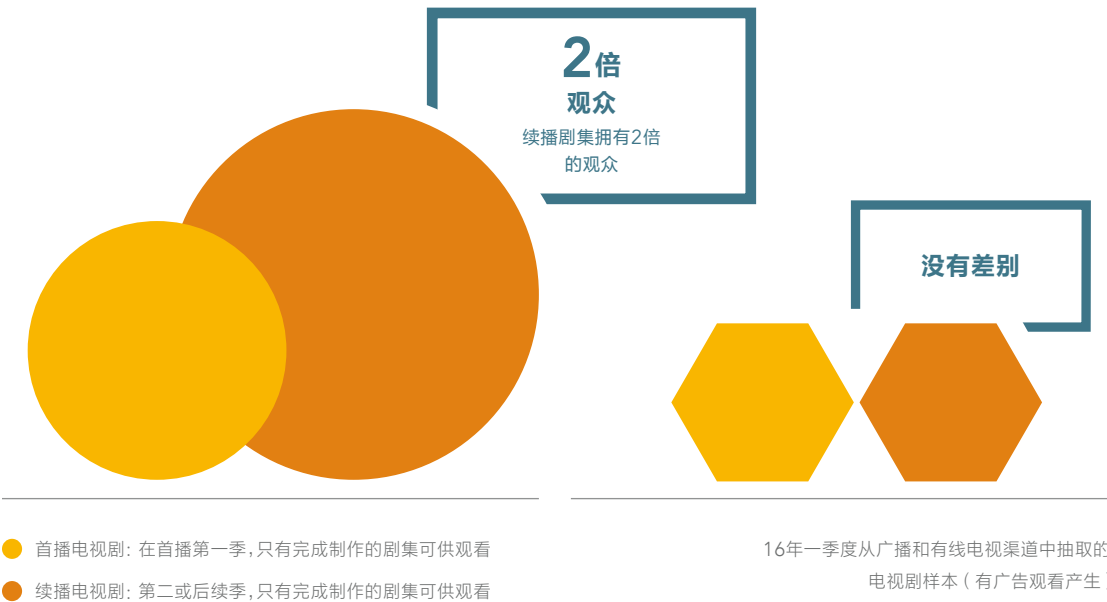 2倍
观众
续播剧集拥有2倍
的观众
没有差别
首播电视剧: 在首播第一季,只有完成制作的剧集可供观看
续播电视剧: 第二或后续季,只有完成制作的剧集可供观看
16年一季度从广播和有线电视渠道中抽取的
电视剧样本(有广告观看产生)